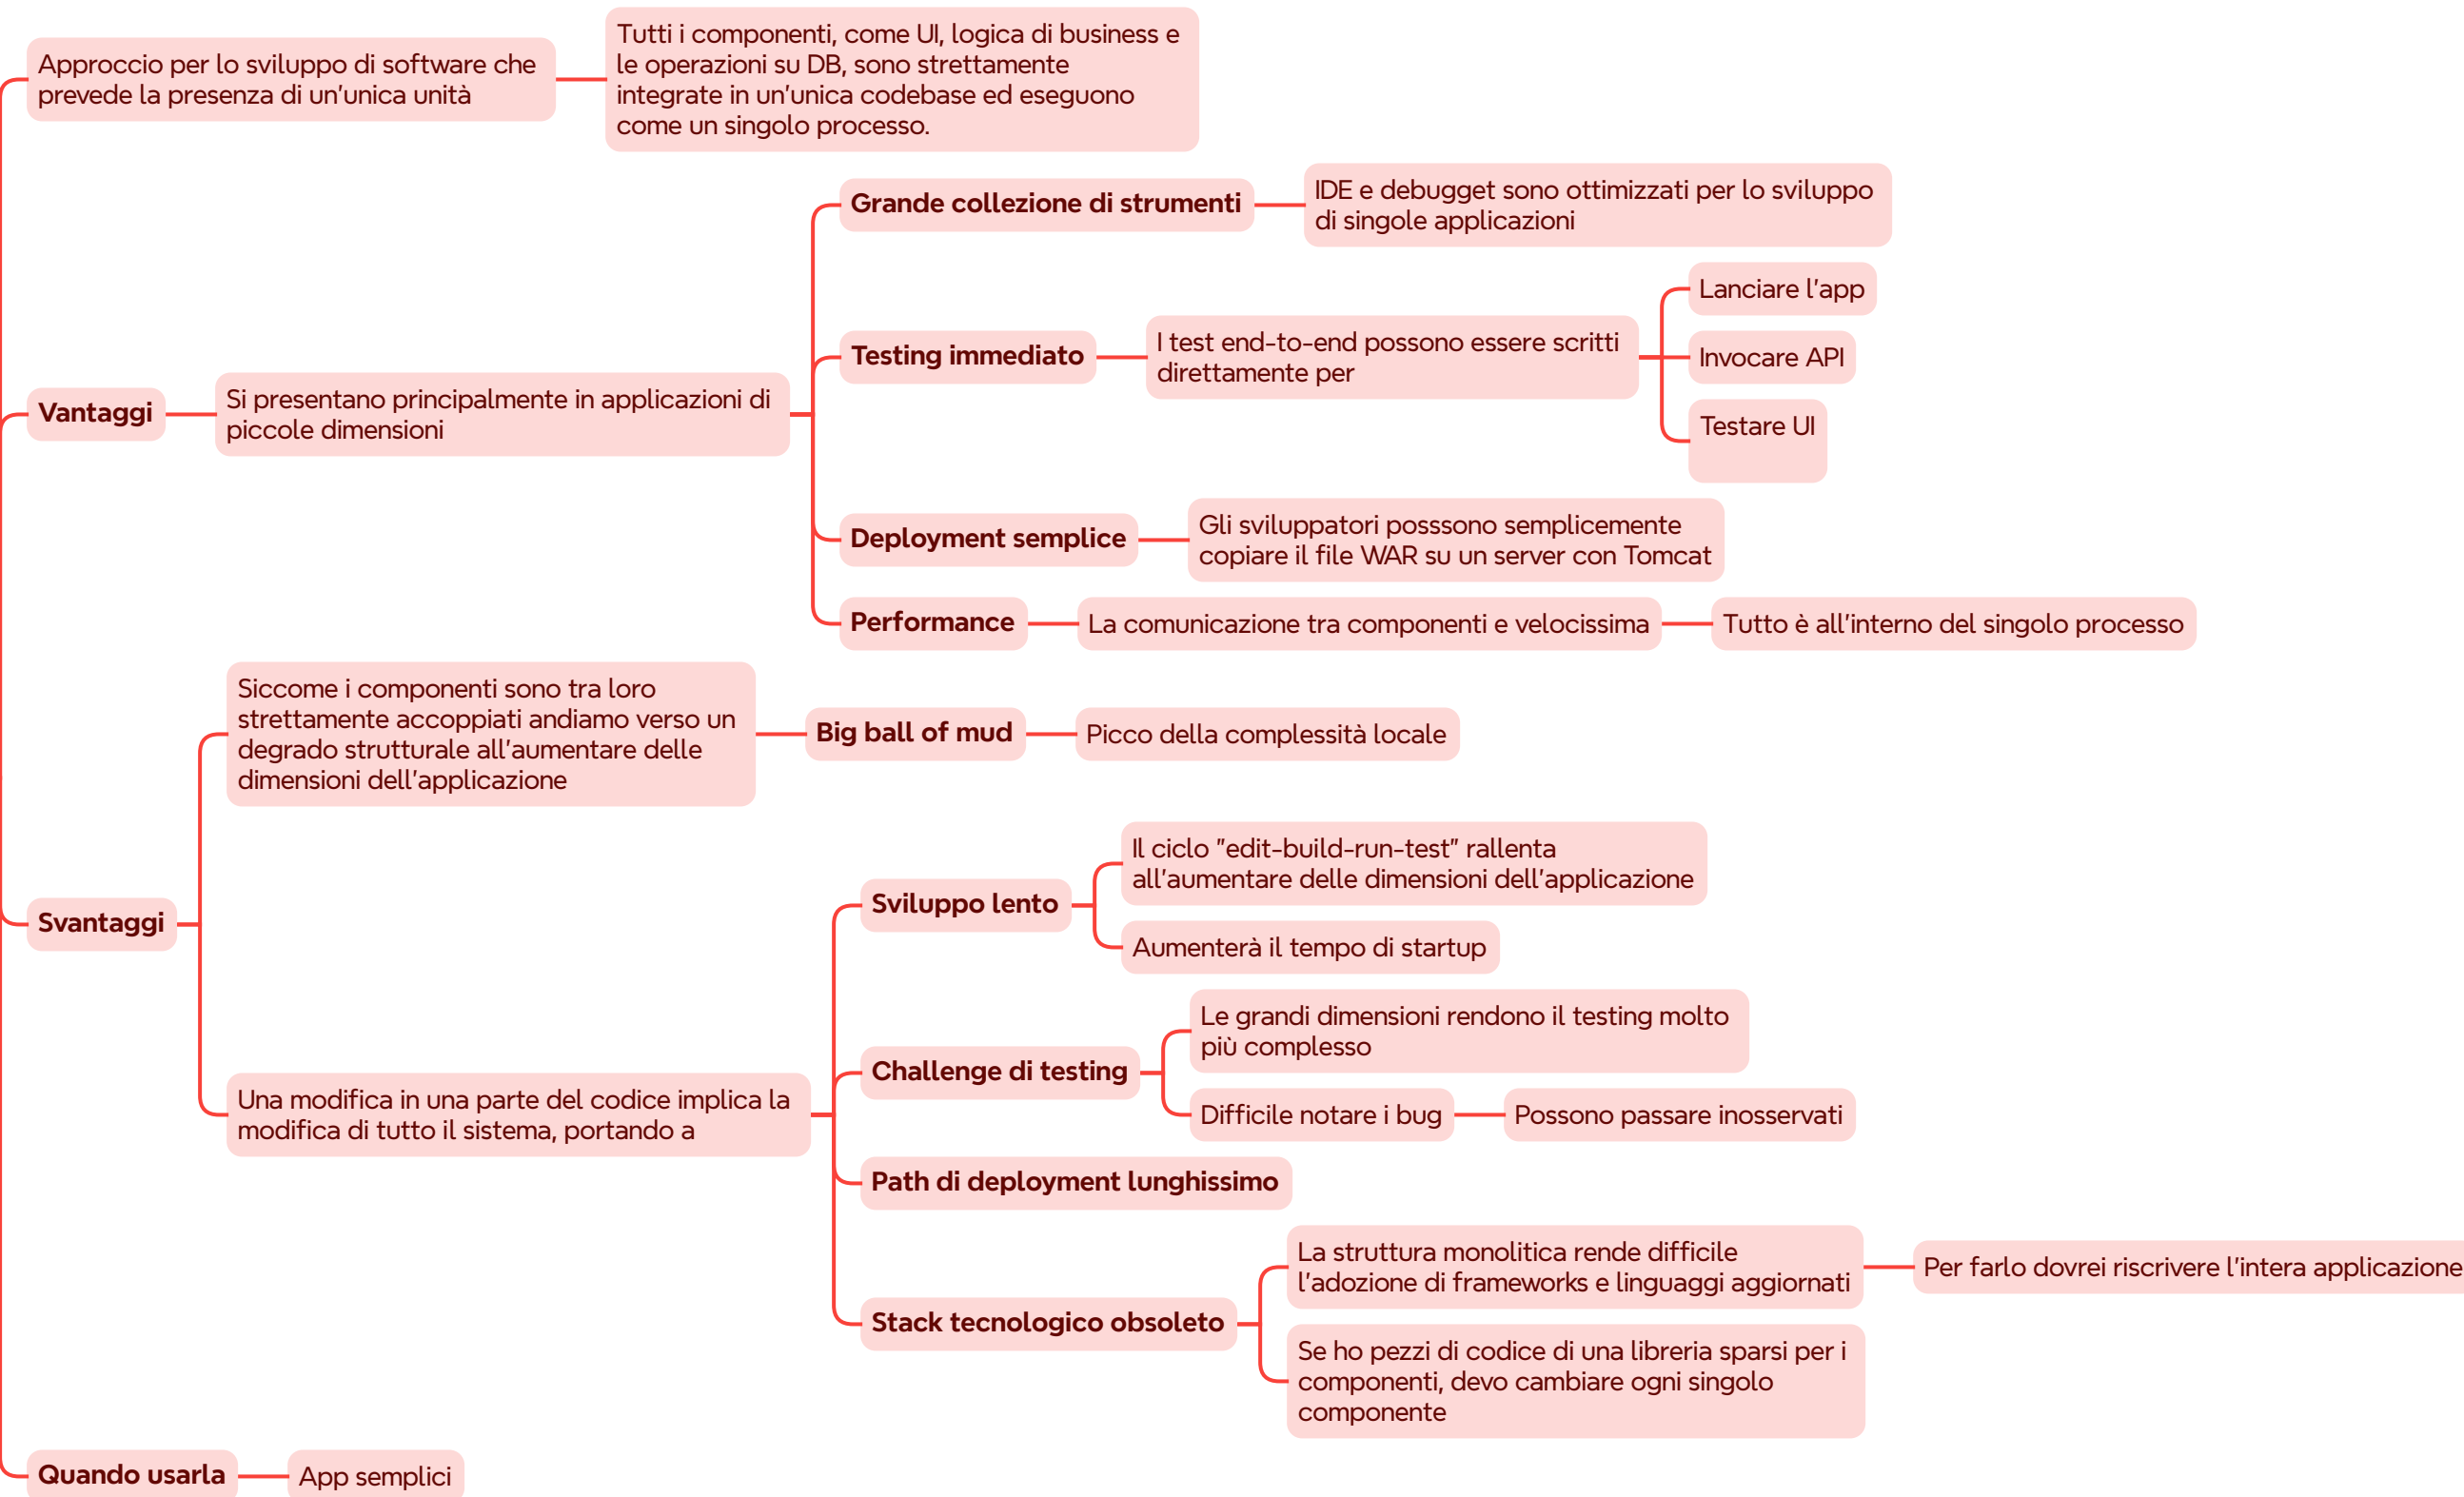 Approccio per lo sviluppo di software che
prevede la presenza di un'unica unità
Tutti i componenti, come UI, logica di business e
le operazioni su DB, sono strettamente
integrate in un'unica codebase ed eseguono
come un singolo processo.
Vantaggi
Si presentano principalmente in applicazioni di
piccole dimensioni
Grande collezione di strumenti
IDE e debugget sono ottimizzati per lo sviluppo
di singole applicazioni
Testing immediato
I test end-to-end possono essere scritti
direttamente per
Lanciare l'app
Invocare API
Testare UI
Deployment semplice
Gli sviluppatori posssono semplicemente
copiare il file WAR su un server con Tomcat
Performance
La comunicazione tra componenti e velocissima
Tutto è all'interno del singolo processo
Svantaggi
Siccome i componenti sono tra loro
strettamente accoppiati andiamo verso un
degrado strutturale all'aumentare delle
dimensioni dell'applicazione
Big ball of mud
Picco della complessità locale
Una modifica in una parte del codice implica la
modifica di tutto il sistema, portando a
Sviluppo lento
Il ciclo "edit-build-run-test" rallenta
all'aumentare delle dimensioni dell'applicazione
Aumenterà il tempo di startup
Challenge di testing
Le grandi dimensioni rendono il testing molto
più complesso
Difficile notare i bug
Possono passare inosservati
Path di deployment lunghissimo
Stack tecnologico obsoleto
La struttura monolitica rende difficile
l'adozione di frameworks e linguaggi aggiornati
Per farlo dovrei riscrivere l'intera applicazione
Se ho pezzi di codice di una libreria sparsi per i
componenti, devo cambiare ogni singolo
componente
Quando usarla
App semplici